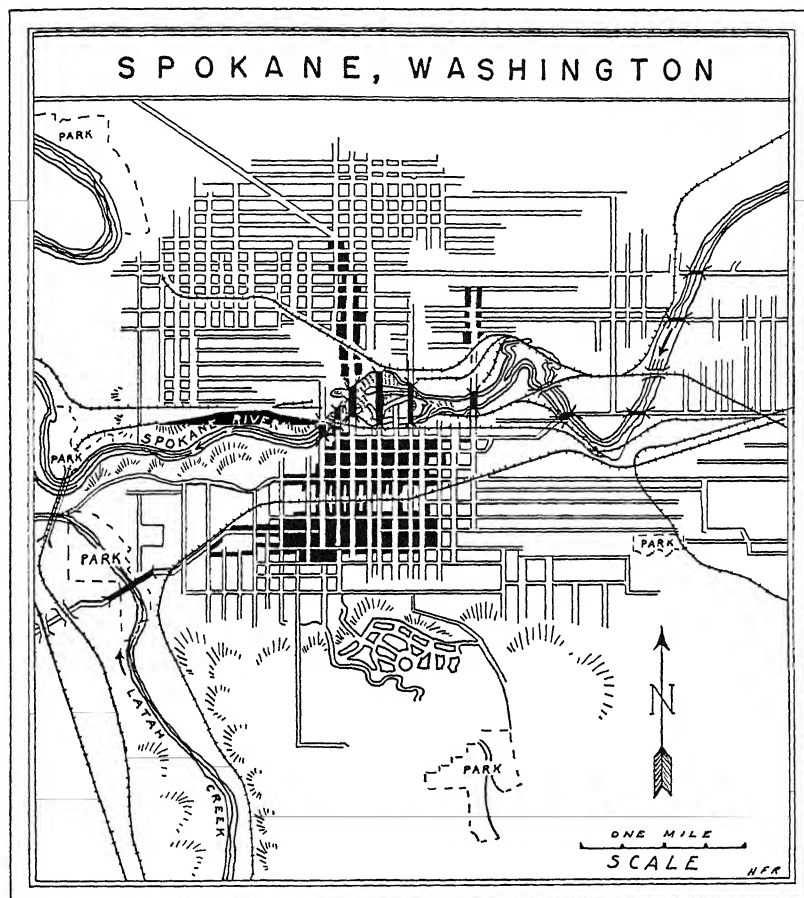 SPOKANE, WASHINGTON
PARK
SPOKANE RIVER
PARK
PARK
PARK
LATAH CREEK
N
PARK
ONE MILE
SCALE
HFR